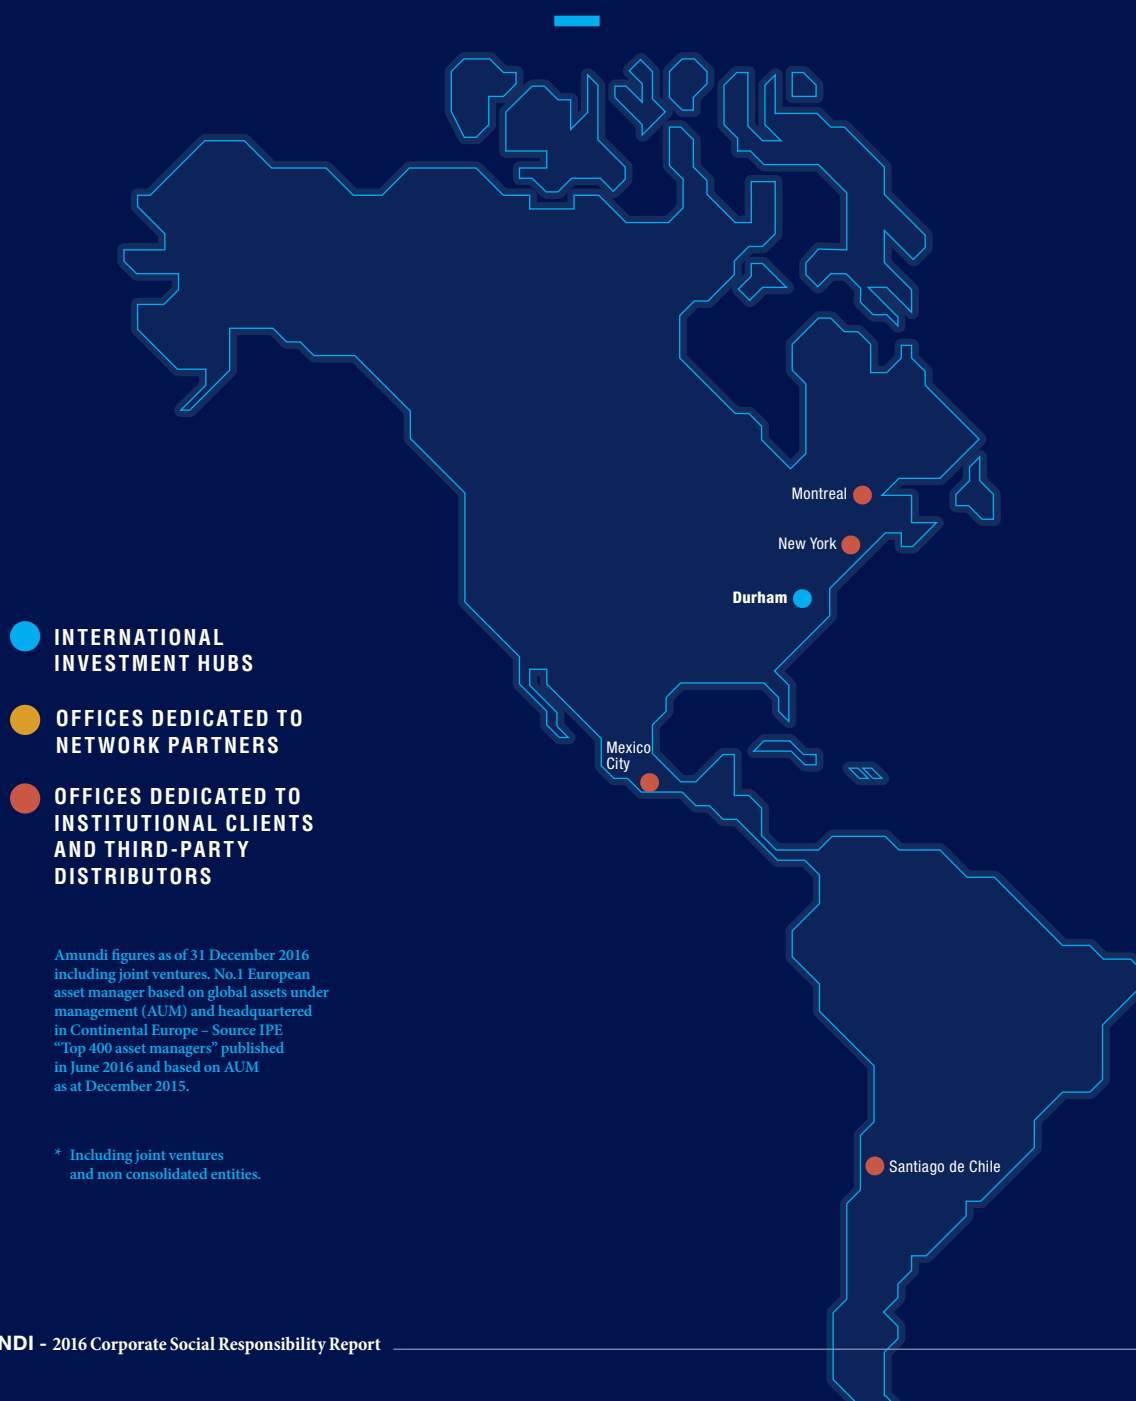 Montreal
New York
Durham
INTERNATIONAL
INVESTMENT HUBS
OFFICES DEDICATED TO
NETWORK PARTNERS
Mexico
City
OFFICES DEDICATED TO
INSTITUTIONAL CLIENTS
AND THIRD-PARTY
DISTRIBUTORS
Amundi figures as of 31 December 2016
including joint ventures. No.1 European
asset manager based on global assets under
management (AUM) and headquartered
in Continental Europe – Source IPE
“Top 400 asset managers” published
in June 2016 and based on AUM
as at December 2015.
* Including joint ventures
and non consolidated entities.
Santiago de Chile
NDI - 2016 Corporate Social Responsibility Report